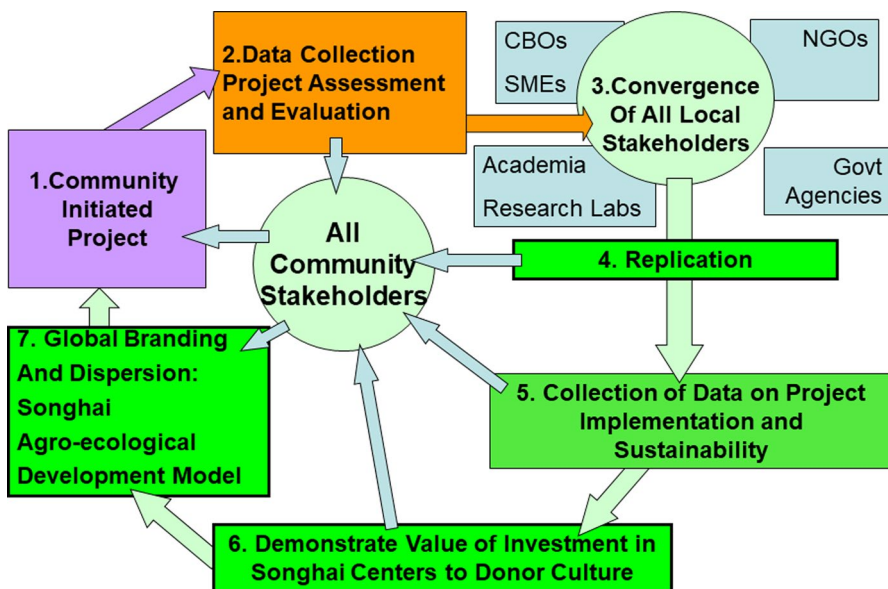 1.Community
Initiated
Project
2.Data Collection
Project Assessment
and Evaluation
CBOs
SMEs
NGOs
3.Convergence
Of All Local
Stakeholders
Academia
Research Labs
Govt
Agencies
All
Community
Stakeholders
4. Replication
5. Collection of Data on Project
Implementation and
Sustainability
6. Demonstrate Value of Investment in
Songhai Centers to Donor Culture
7. Global Branding
And Dispersion:
Songhai
Agro-ecological
Development Model